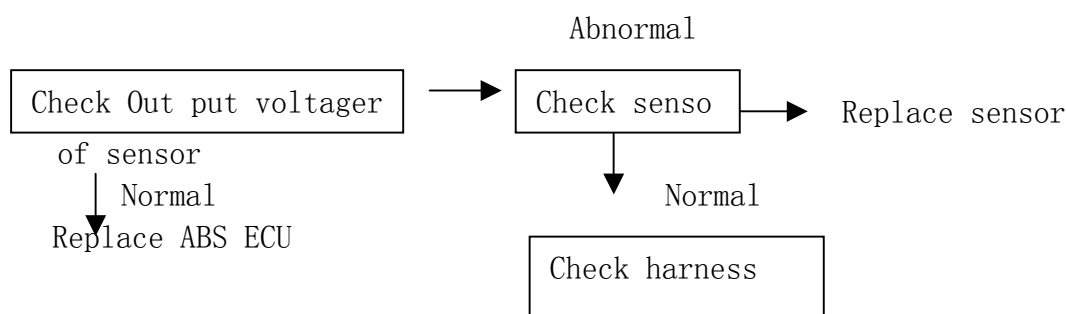 Abnormal
Check Out put voltager
of sensor
Normal
Replace ABS ECU
Check senso
Replace sensor
Normal
Check harness